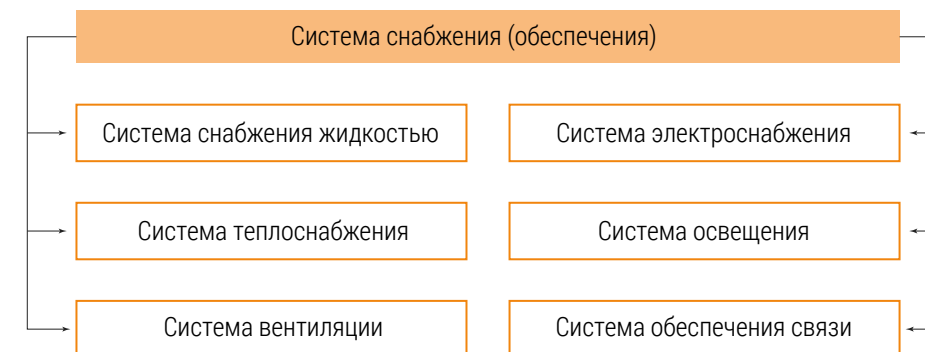 Система снабжения (обеспечения)
Система снабжения жидкостью
Система электроснабжения
Система теплоснабжения
Система освещения
Система вентиляции
Система обеспечения связи